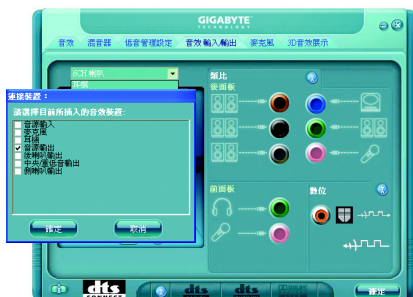 GIGABYTE
TECHNOLOGY
音效
混音器
低音管理設定
音效輸入/輸出
麥克風
3D音效展示
6CH 喇叭
耳機
類比
後面板
連接裝置：
請選擇目前所插入的音效裝置:
音源輸入
麥克風
耳機
音源輸出
後喇叭輸出
中央/重低音輸出
側喇叭輸出
確定
取消
前面板
數位
dts
CONNECT
dts
dts
確定